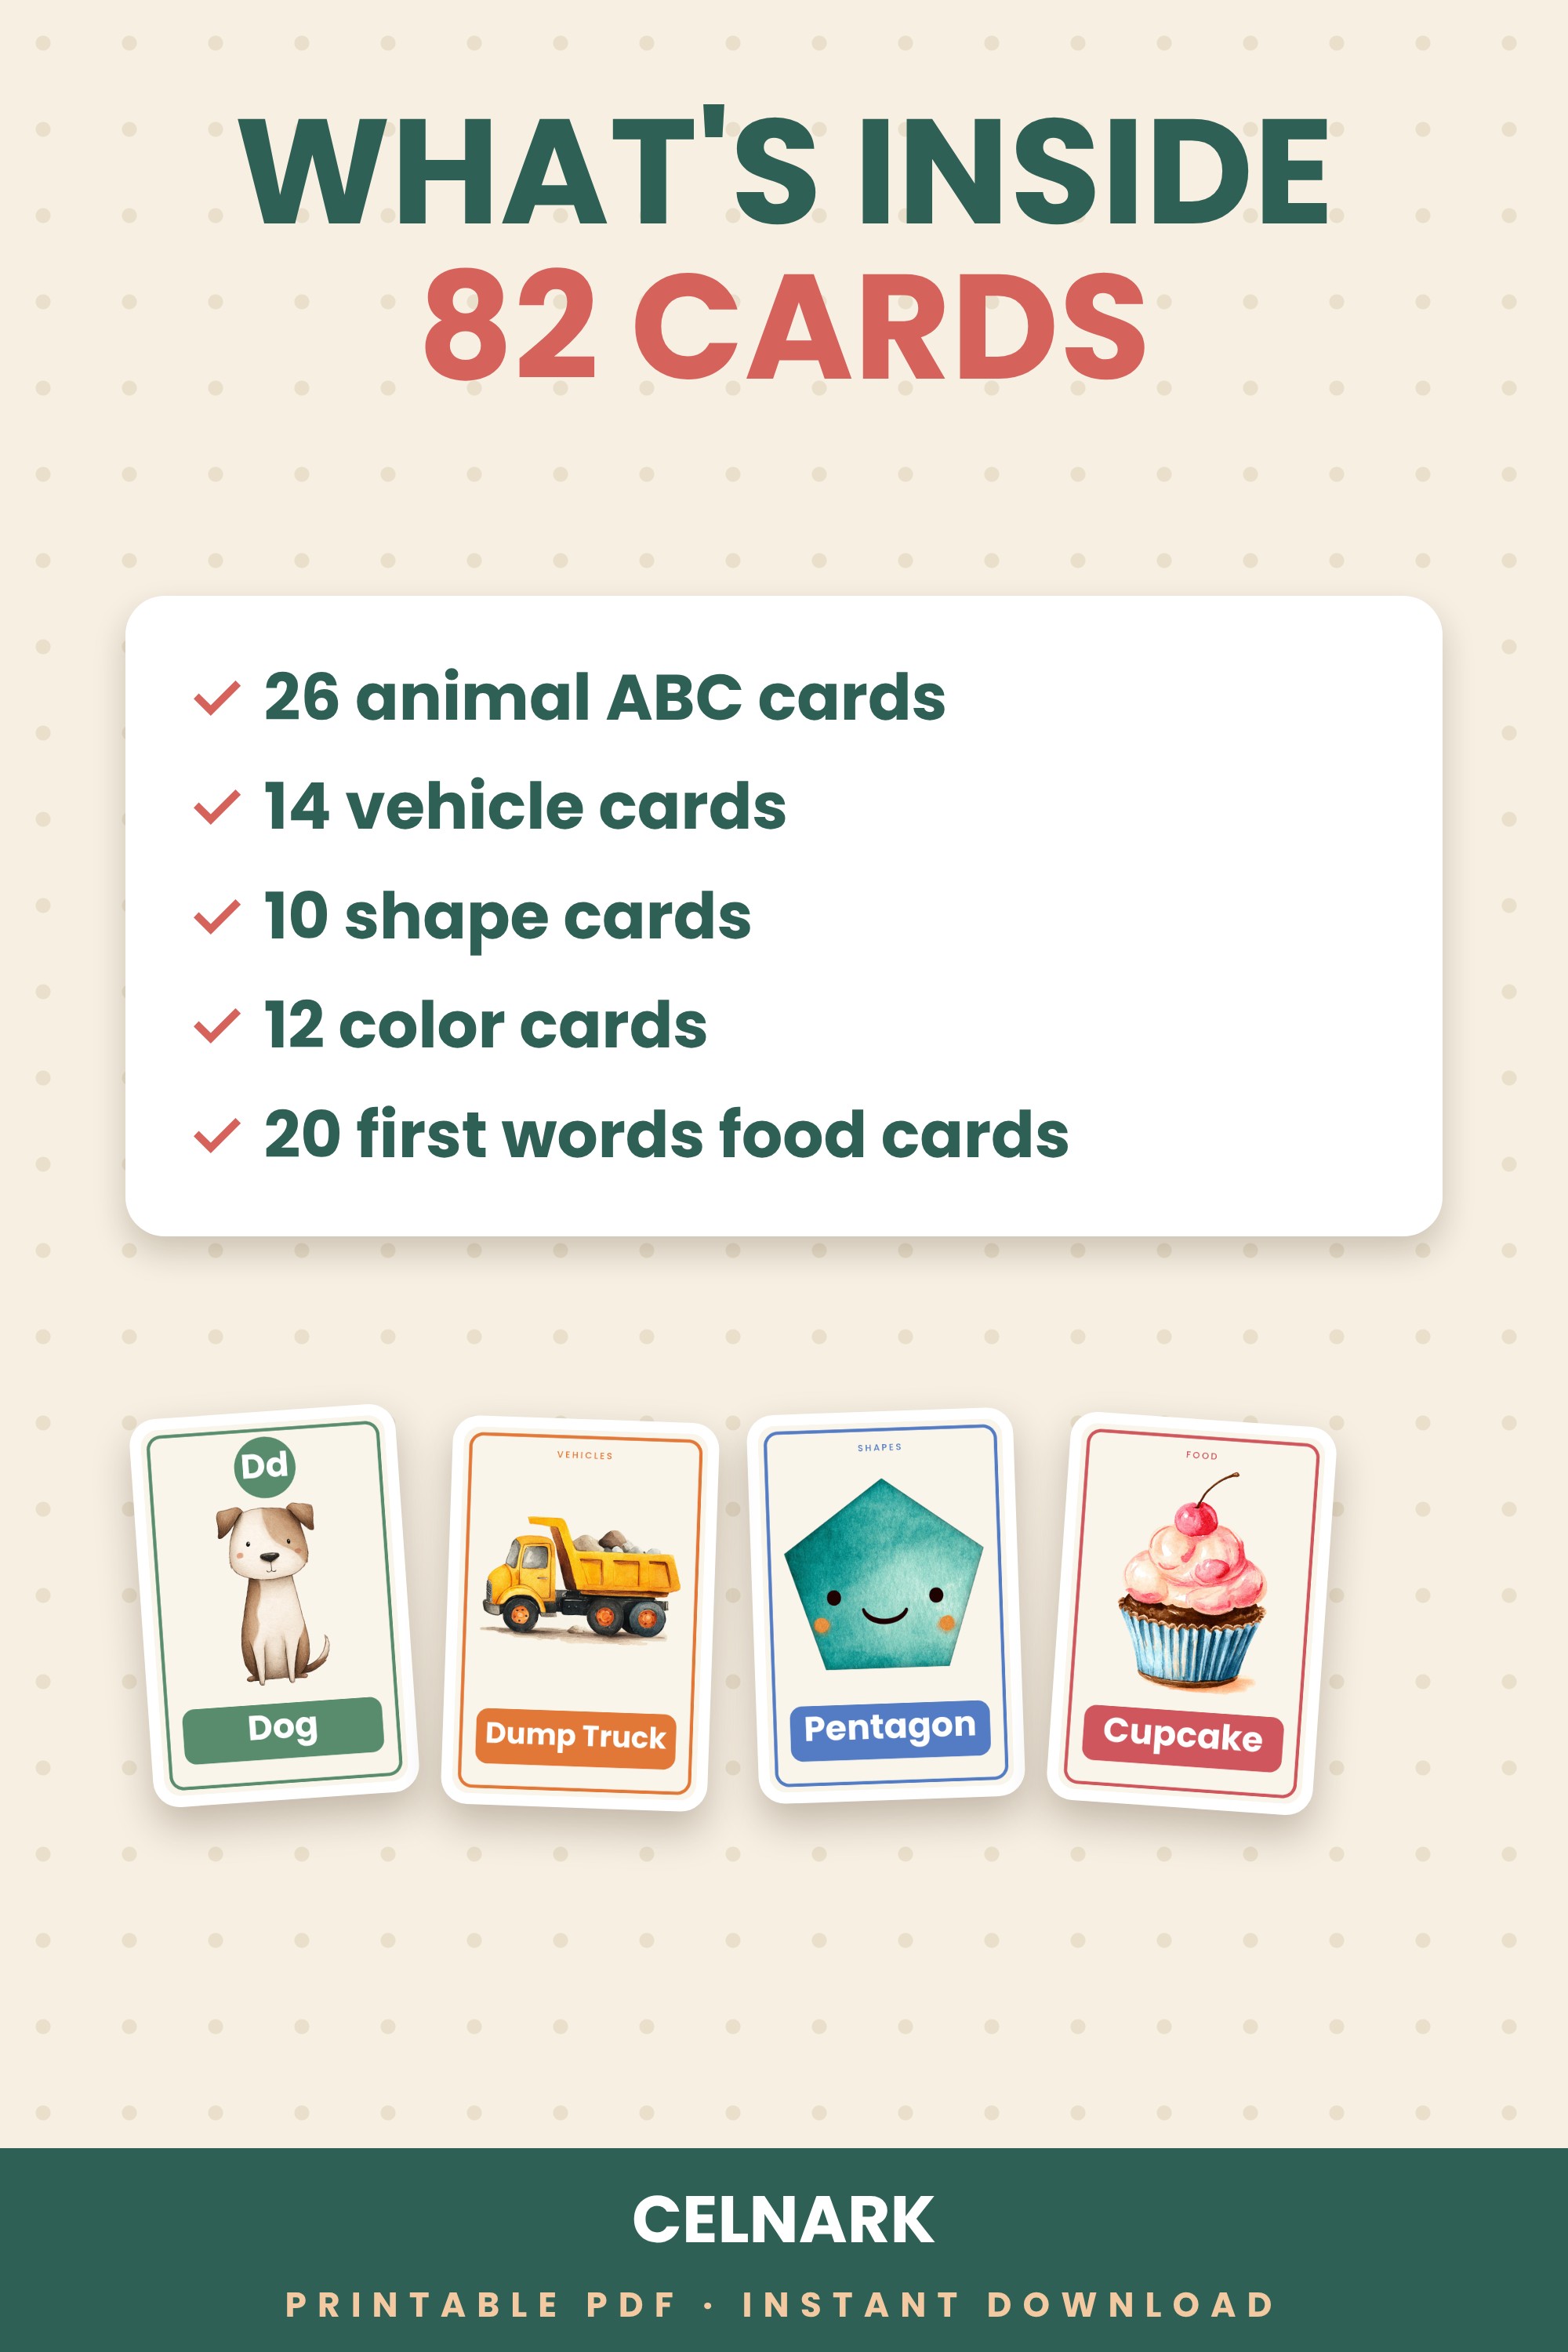 WHAT'S INSIDE
82 CARDS
26 animal ABC cards
14 vehicle cards
10 shape cards
12 color cards
20 first words food cards
Dd
Dog
VEHICLES
Dump Truck
SHAPES
Pentagon
FOOD
Cupcake
CELNARK
PRINTABLE PDF · INSTANT DOWNLOAD